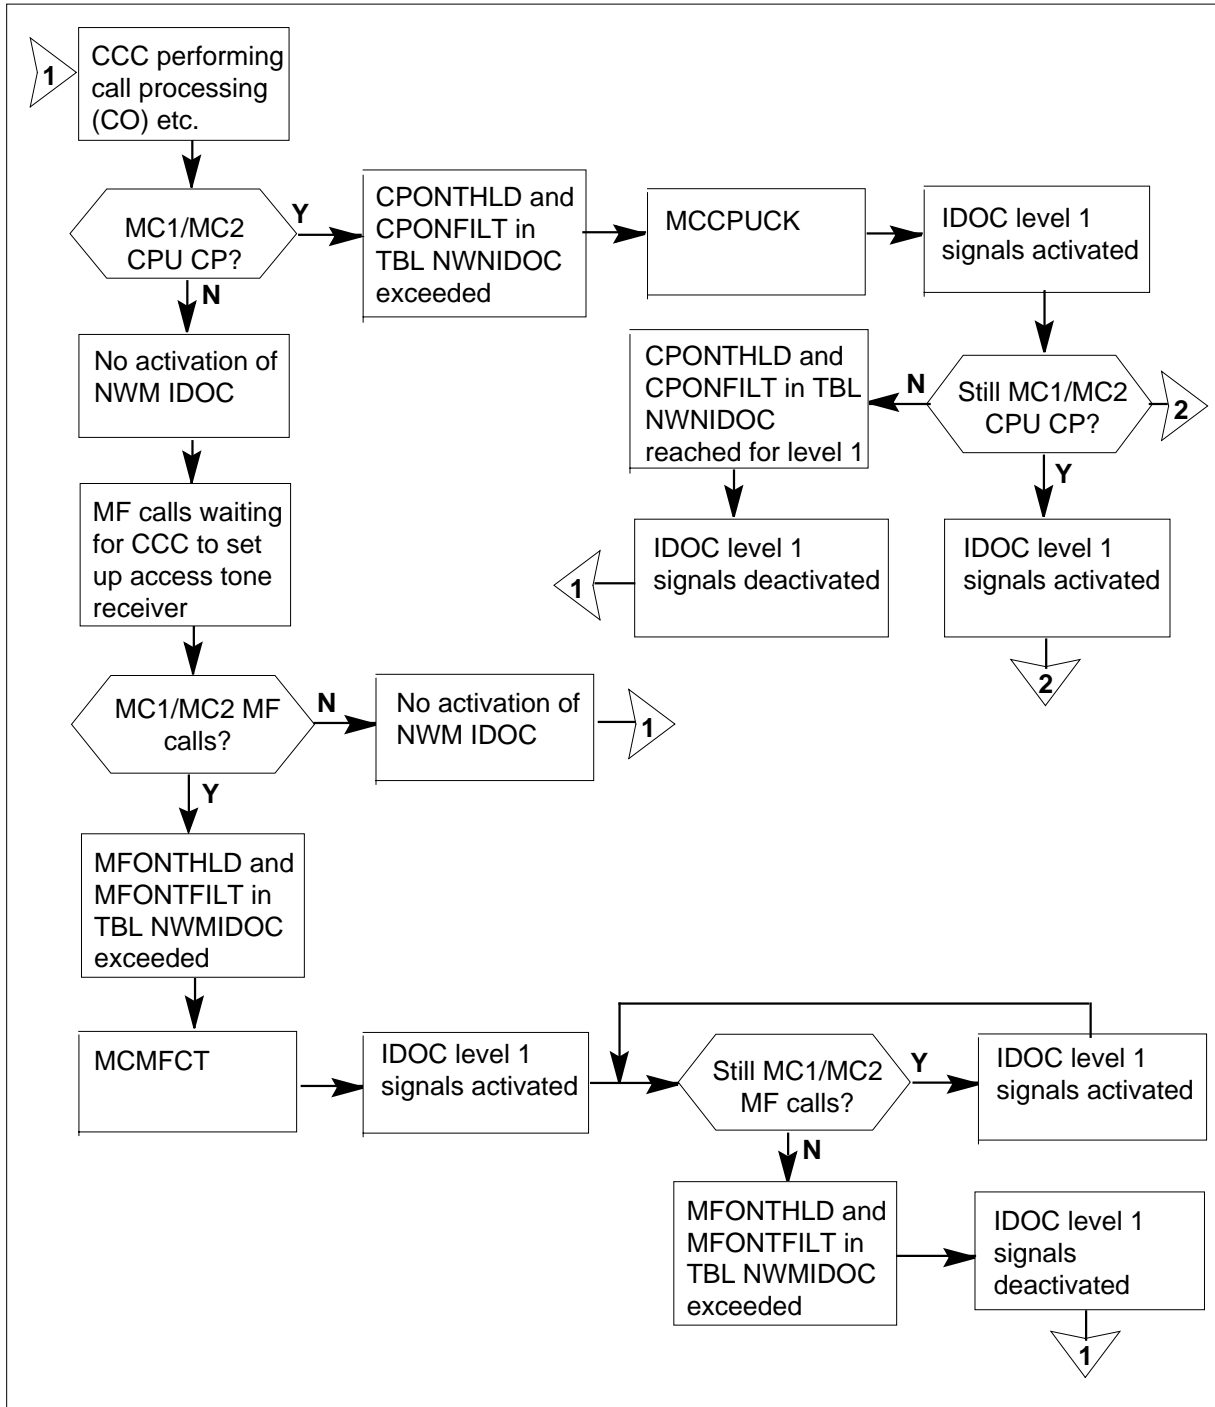 1
CCC performing
call processing
(CO) etc.
MC1/MC2
CPU CP?
Y
N
CPONTHLD and
CPONFILT in
TBL NWNIDOC
exceeded
MCCPUCK
IDOC level 1
signals activated
Still MC1/MC2
CPU CP?
2
N
Y
CPONTHLD and
CPONFILT in TBL
NWNIDOC
reached for level 1
IDOC level 1
signals deactivated
1
IDOC level 1
signals activated
2
No activation of
NWM IDOC
MF calls waiting
for CCC to set
up access tone
receiver
MC1/MC2 MF
calls?
N
No activation of
NWM IDOC
1
Y
MFONTHLD and
MFONTFILT in
TBL NWMIDOC
exceeded
MCMFCT
IDOC level 1
signals activated
Still MC1/MC2
MF calls?
Y
IDOC level 1
signals activated
N
MFONTHLD and
MFONTFILT in
TBL NWMIDOC
exceeded
IDOC level 1
signals
deactivated
1